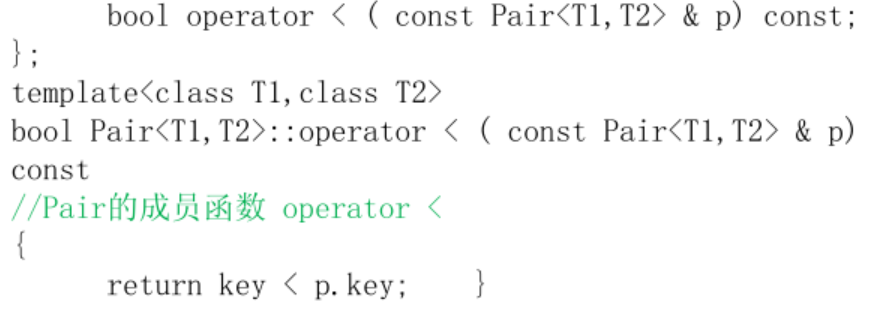 bool operator < ( const Pair<T1,T2> & p) const;
};
template<class T1,class T2>
bool Pair<T1,T2>::operator < ( const Pair<T1,T2> & p)
const
//Pair的成员函数 operator <
{
return key < p.key; }